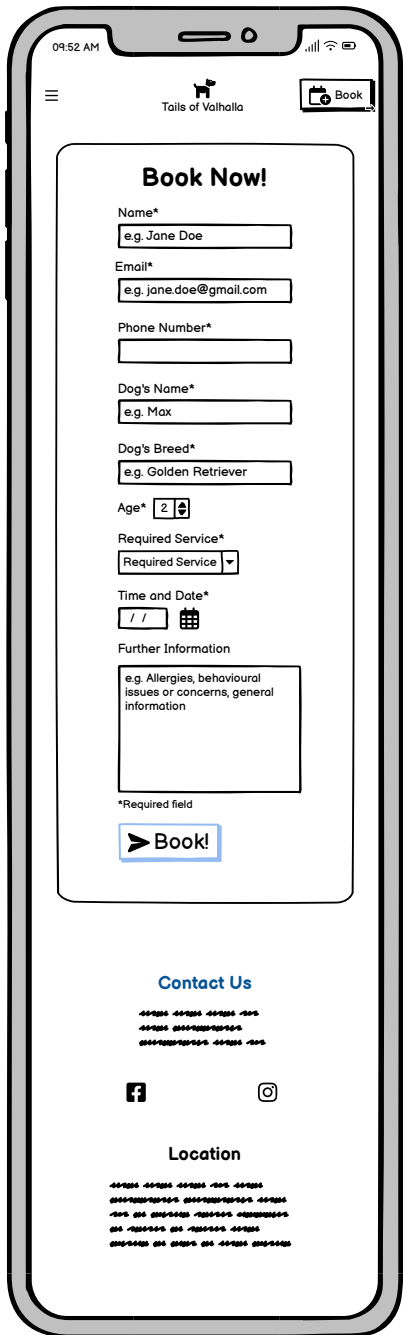 09:52 AM
Tails of Valhalla
Book
Book Now!
Name*
e.g. Jane Doe
Email*
e.g. jane.doe@gmail.com
Phone Number*
Dog's Name*
e.g. Max
Dog's Breed*
e.g. Golden Retriever
Age* 2
Required Service*
Required Service
Time and Date*
/ /
Further Information
e.g. Allergies, behavioural
issues or concerns, general
information
*Required field
Book!
Contact Us
Location